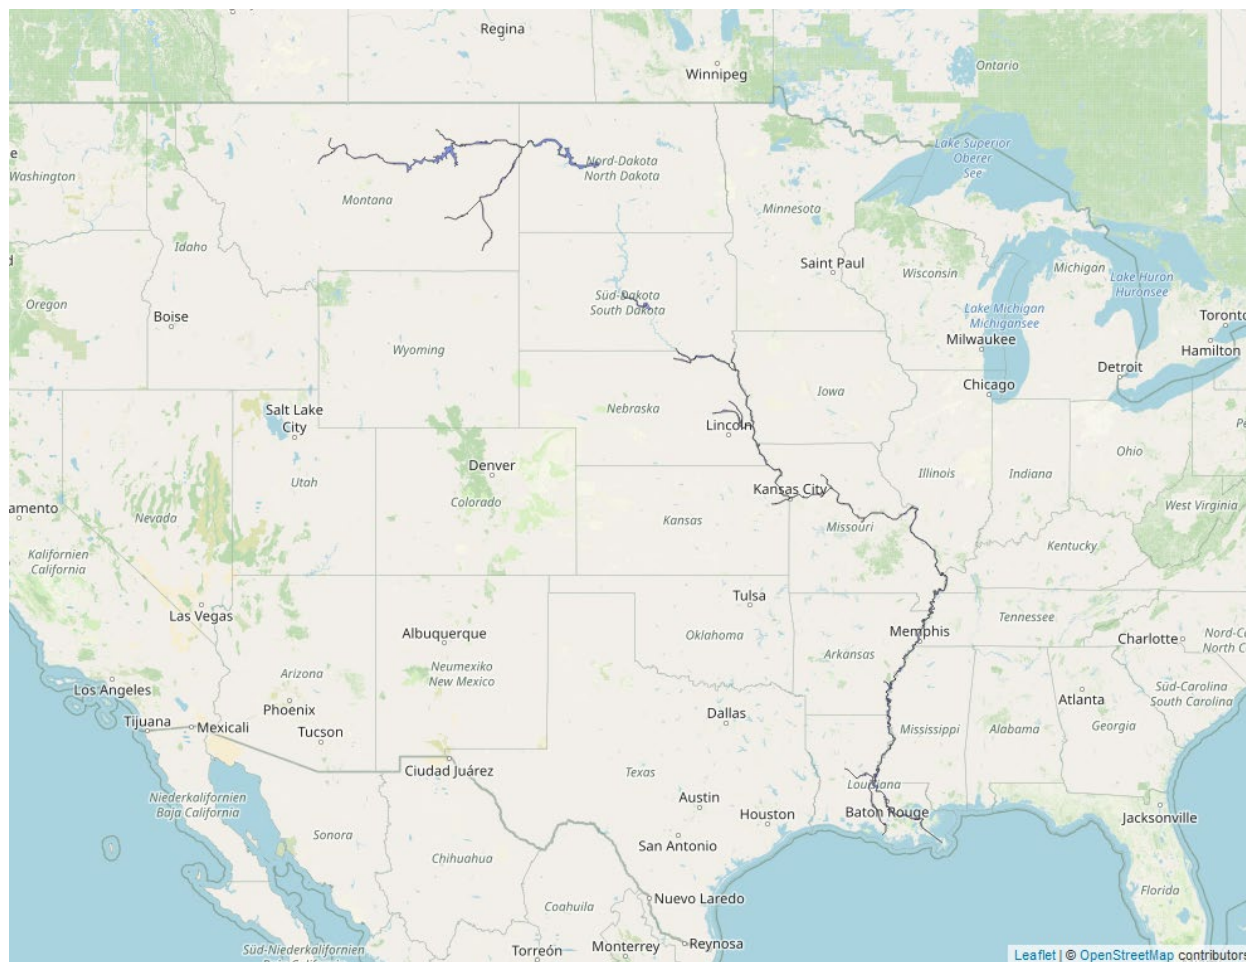 Regina
Winnipeg
Ontario
Lake Superior
Oberer
See
e
Washington
Nord-Dakota
North Dakota
Montana
Minnesota
Idaho
Saint Paul
Wisconsin
Michigan
Lake Huron
Huronsee
d
Oregon
Boise
Süd-Dakota
South Dakota
Lake Michigan
Michigansee
Toronto
Milwaukee
Hamilton
Wyoming
Detroit
Chicago
Iowa
Nebraska
Salt Lake
City
Lincoln
Pe
Ohio
Denver
Utah
Colorado
Illinois
Indiana
Kansas City
amento
Nevada
Kansas
Missouri
West Virginia
Kalifornien
California
Kentucky
Las Vegas
Tulsa
Tennessee
Albuquerque
Oklahoma
Memphis
Charlotte
Nord-C
North C
Arkansas
Neumexiko
New Mexico
Arizona
Los Angeles
Süd-Carolina
South Carolina
Phoenix
Atlanta
Georgia
Tijuana
Mexicali
Tucson
Dallas
Mississippi
Alabama
Ciudad Juárez
Texas
Louisiana
Niederkalifornien
Baja California
Austin
Houston
Baton Rouge
Jacksonville
Sonora
San Antonio
Chihuahua
Florida
Nuevo Laredo
Coahuila
Süd-Niederkalifornien
Torreón
Monterrey
Reynosa
Leaflet | © OpenStreetMap contributors